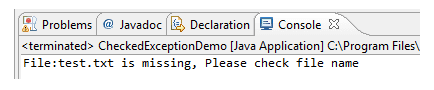 Problems @ Javadoc Declaration Console
<terminated> CheckedExceptionDemo [Java Application] C:\Program Files\
File:test.txt is missing, Please check file name